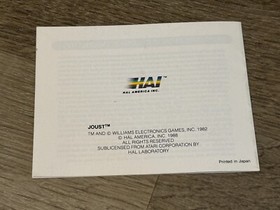 HAL
HAL AMERICA INC.
JOUST™
TM AND © WILLIAMS ELECTRONICS GAMES, INC. 1982
© HAL AMERICA, INC. 1988
ALL RIGHTS RESERVED
SUBLICENSED FROM ATARI CORPORATION BY
HAL LABORATORY
Printed in Japan